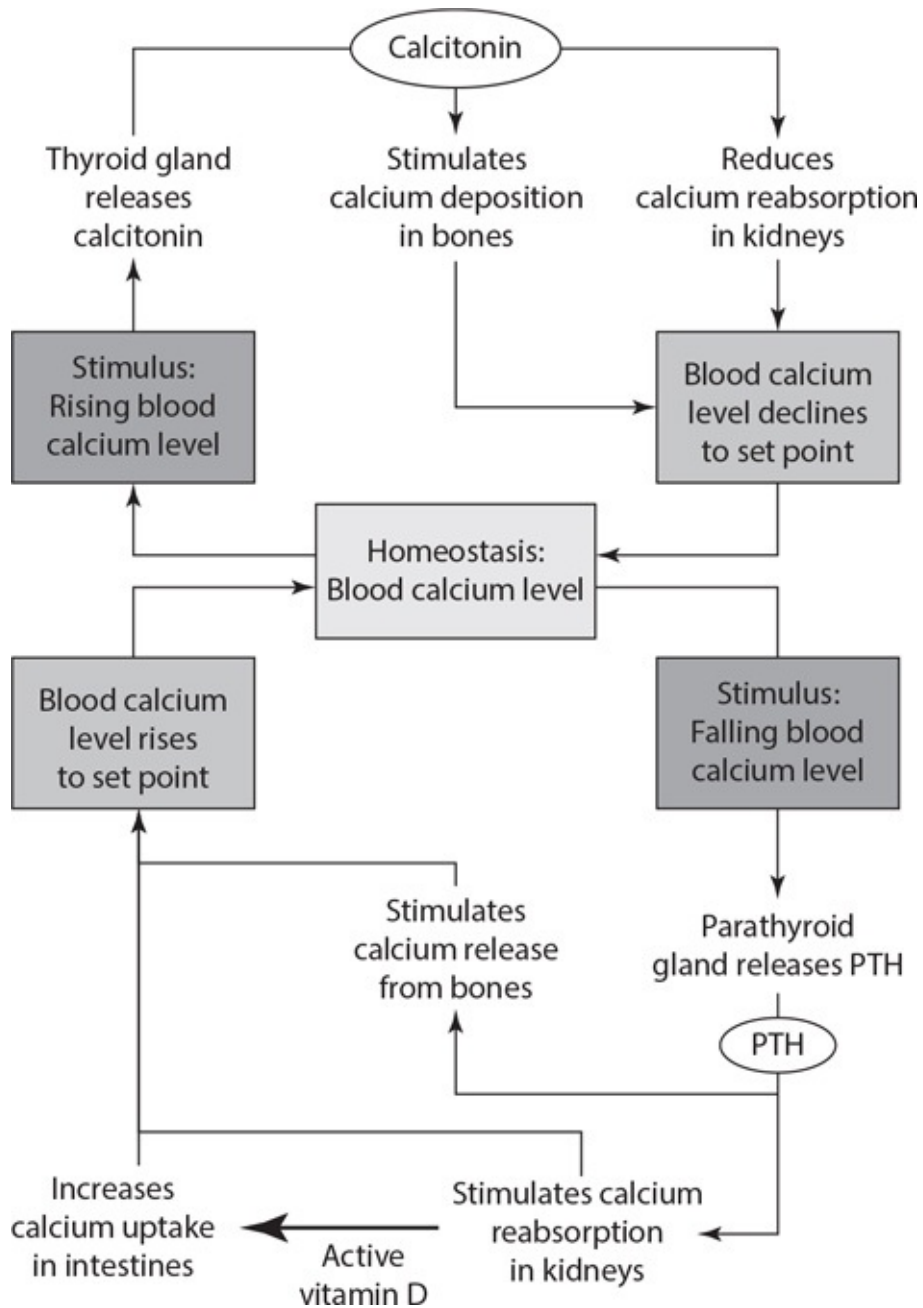 Calcitonin
Thyroid gland
releases
calcitonin
Stimulates
calcium deposition
in bones
Reduces
calcium reabsorption
in kidneys
Stimulus:
Rising blood
calcium level
Blood calcium
level declines
to set point
Homeostasis:
Blood calcium level
Blood calcium
level rises
to set point
Stimulus:
Falling blood
calcium level
Stimulates
calcium release
from bones
Parathyroid
gland releases PTH
PTH
Increases
calcium uptake
in intestines
Active
vitamin D
Stimulates calcium
reabsorption
in kidneys